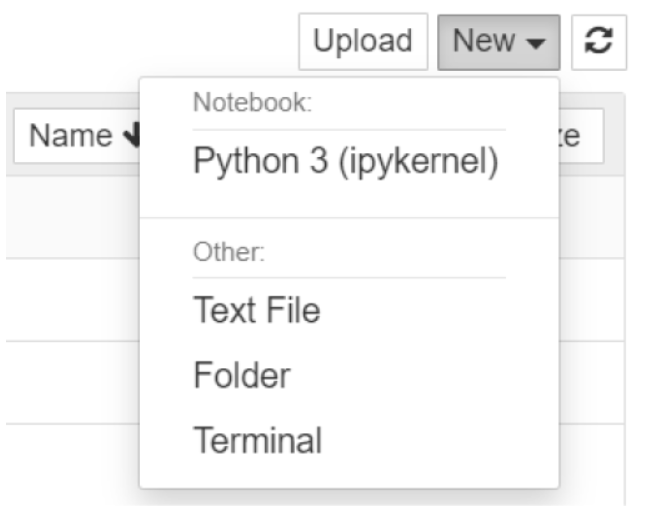 Upload New
Name
Notebook:
Python 3 (ipykernel)
Other:
Text File
Folder
Terminal